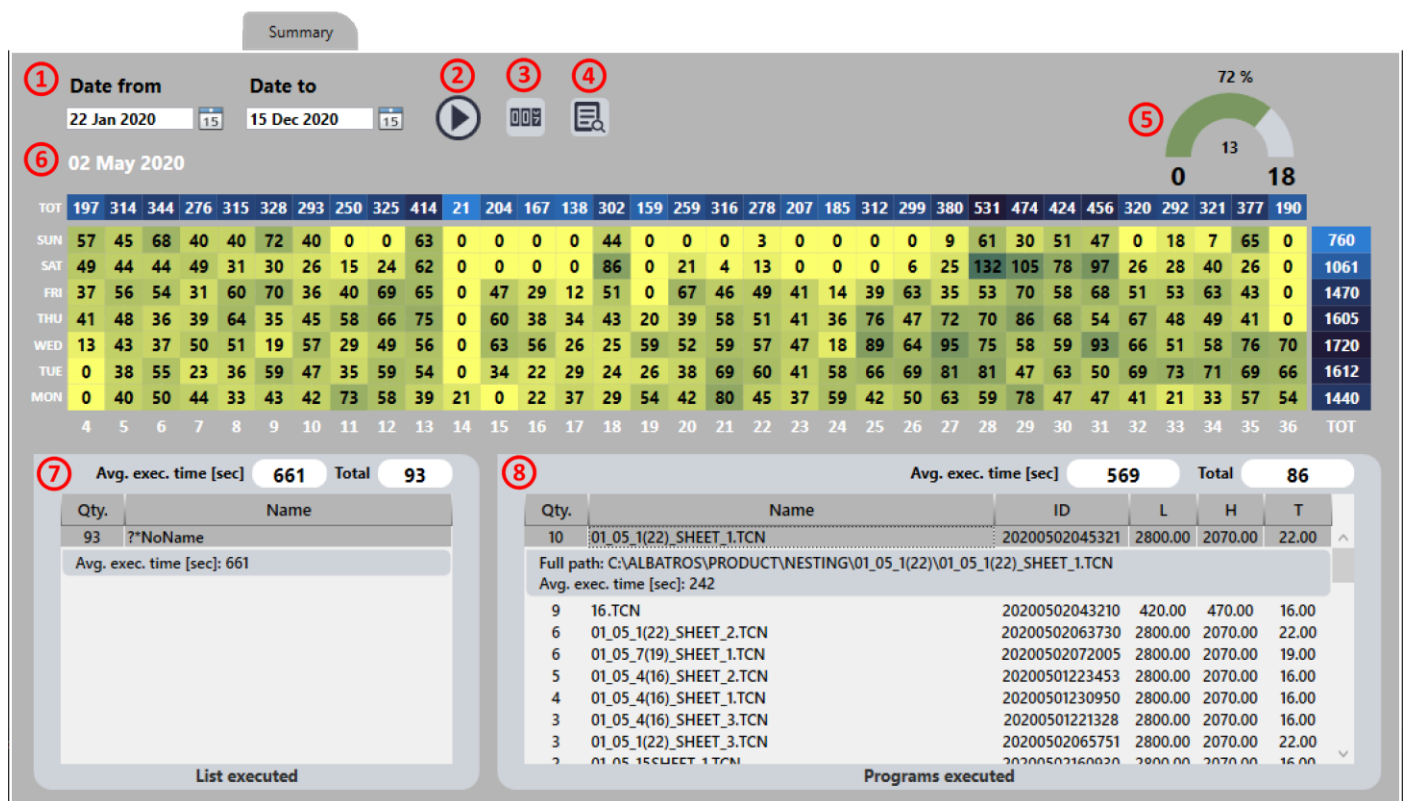 Summary
1 Date from Date to 2 3 4 72 %
22 Jan 2020 15 15 Dec 2020 15 007 5 13
6 02 May 2020 0 18
TOT 197 314 344 276 315 328 293 250 325 414 21 204 167 138 302 159 259 316 278 207 185 312 299 380 531 474 424 456 320 292 321 377 190
SUN 57 45 68 40 40 72 40 0 0 63 0 0 0 0 44 0 0 0 3 0 0 0 0 9 61 30 51 47 0 18 7 65 0 760
SAT 49 44 44 49 31 30 26 15 24 62 0 0 0 0 86 0 21 4 13 0 0 0 6 25 132 105 78 97 26 28 40 26 0 1061
FRI 37 56 54 31 60 70 36 40 69 65 0 47 29 12 51 0 67 46 49 41 14 39 63 35 53 70 58 68 51 53 63 43 0 1470
THU 41 48 36 39 64 35 45 58 66 75 0 60 38 34 43 20 39 58 51 41 36 76 47 72 70 86 68 54 67 48 49 41 0 1605
WED 13 43 37 50 51 19 57 29 49 56 0 63 56 26 25 59 52 59 57 47 18 89 64 95 75 58 59 93 66 51 58 76 70 1720
TUE 0 38 55 23 36 59 47 35 59 54 0 34 22 29 24 26 38 69 60 41 58 66 69 81 81 47 63 50 69 73 71 69 66 1612
MON 0 40 50 44 33 43 42 73 58 39 21 0 22 37 29 54 42 80 45 37 59 42 50 63 59 78 47 47 41 21 33 57 54 1440
4 5 6 7 8 9 10 11 12 13 14 15 16 17 18 19 20 21 22 23 24 25 26 27 28 29 30 31 32 33 34 35 36 TOT
7 Avg. exec. time [sec] 661 Total 93
Qty. Name
93 ?*NoName
Avg. exec. time [sec]: 661
List executed
8 Avg. exec. time [sec] 569 Total 86
Qty. Name ID L H T
10 01_05_1(22)_SHEET_1.TCN 20200502045321 2800.00 2070.00 22.00
Full path: C:\ALBATROS\PRODUCT\NESTING\01_05_1(22)\01_05_1(22)_SHEET_1.TCN
Avg. exec. time [sec]: 242
9 16.TCN 20200502043210 420.00 470.00 16.00
6 01_05_1(22)_SHEET_2.TCN 20200502063730 2800.00 2070.00 22.00
6 01_05_7(19)_SHEET_1.TCN 20200502072005 2800.00 2070.00 19.00
5 01_05_4(16)_SHEET_2.TCN 20200501223453 2800.00 2070.00 16.00
4 01_05_4(16)_SHEET_1.TCN 20200501230950 2800.00 2070.00 16.00
3 01_05_4(16)_SHEET_3.TCN 20200501221328 2800.00 2070.00 16.00
3 01_05_1(22)_SHEET_3.TCN 20200502065751 2800.00 2070.00 22.00
2 01_05_15SHEET_1.TCN 20200502160930 2800.00 2070.00 16.00
Programs executed